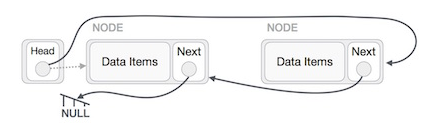 NODE NODE
Head Next Next
Data Items Data Items
NULL